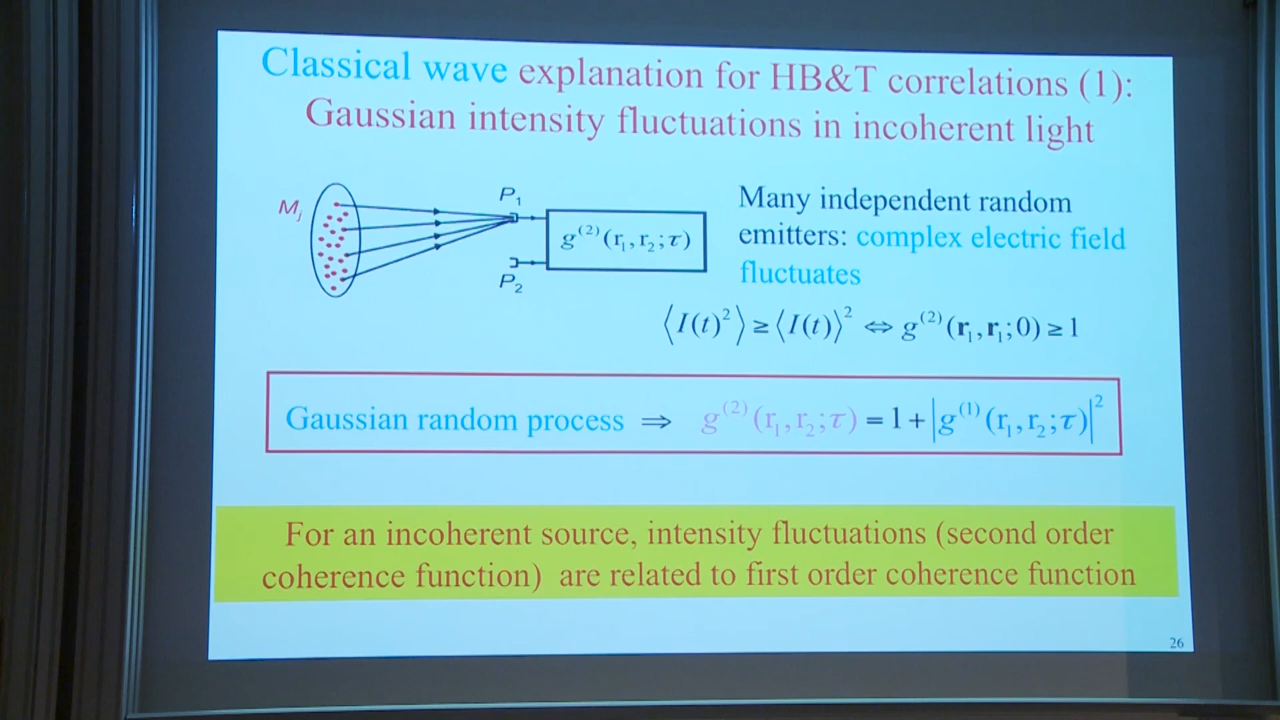 Classical wave explanation for HB&T correlations (1):
Gaussian intensity fluctuations in incoherent light
M_j
P_1
g^{(2)}(r_1,r_2;τ)
P_2
Many independent random
emitters: complex electric field
fluctuates
⟨I(t)^2⟩ ≥ ⟨I(t)⟩^2 ⇔ g^{(2)}(r_1,r_1;0) ≥ 1
Gaussian random process ⇒ g^{(2)}(r_1,r_2;τ) = 1+|g^{(1)}(r_1,r_2;τ)|^2
For an incoherent source, intensity fluctuations (second order
coherence function) are related to first order coherence function
26